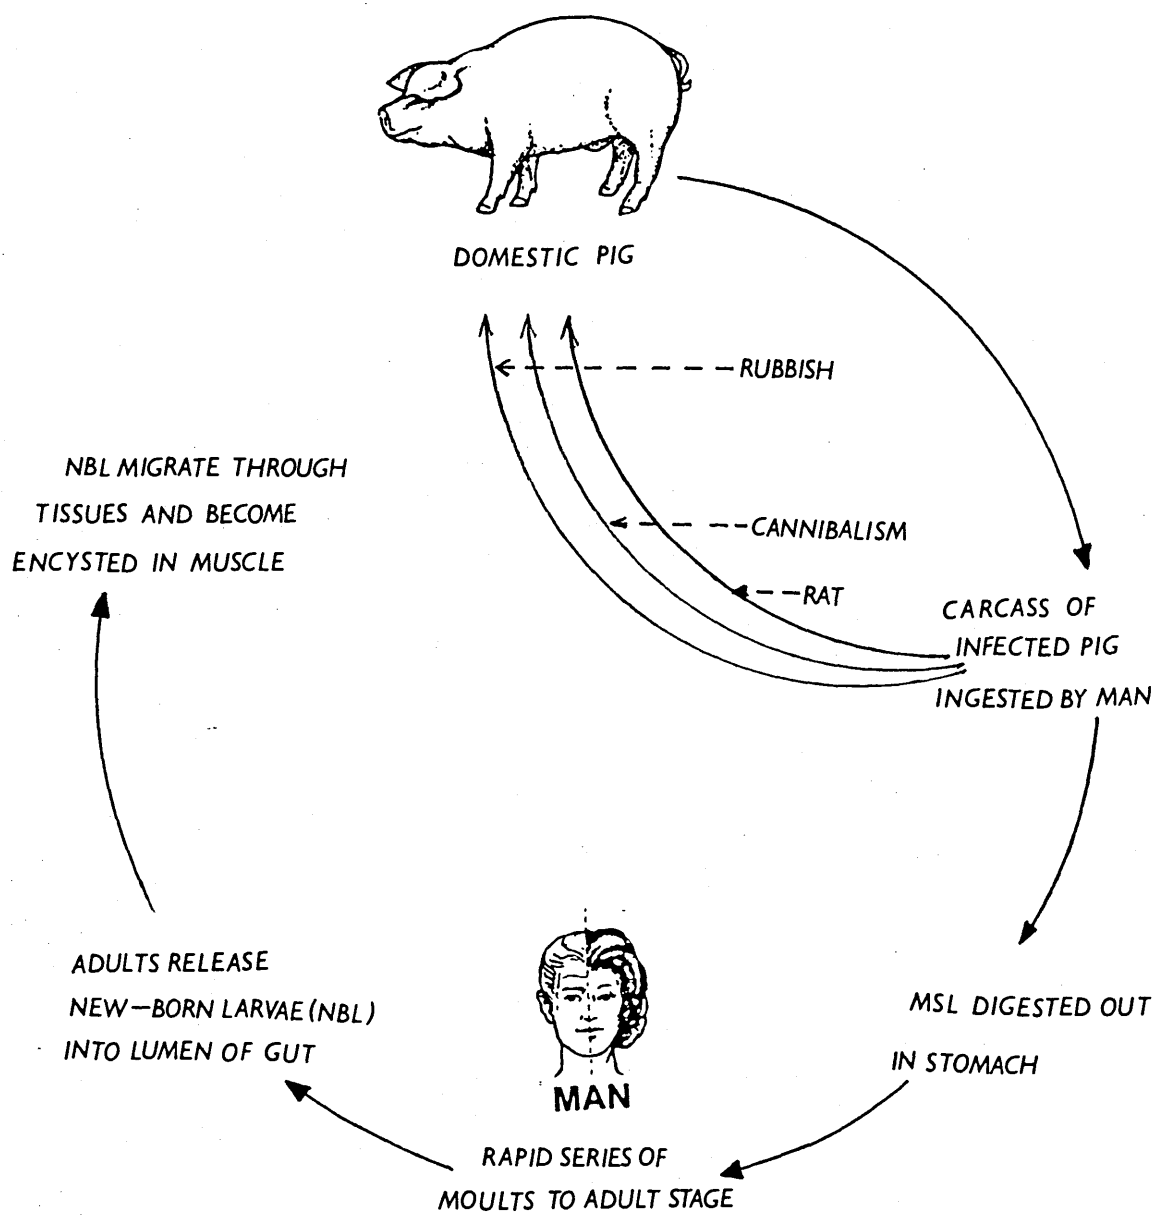 DOMESTIC PIG
RUBBISH
CANNIBALISM
RAT
CARCASS OF
INFECTED PIG
INGESTED BY MAN
MSL DIGESTED OUT
IN STOMACH
MAN
RAPID SERIES OF
MOULTS TO ADULT STAGE
ADULTS RELEASE
NEW-BORN LARVAE (NBL)
INTO LUMEN OF GUT
NBL MIGRATE THROUGH
TISSUES AND BECOME
ENCYSTED IN MUSCLE